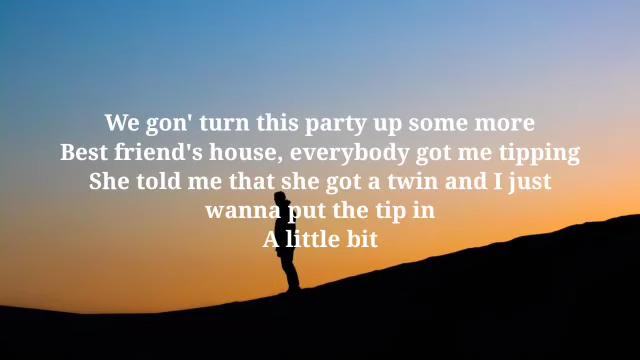 We gon' turn this party up some more
Best friend's house, everybody got me tipping
She told me that she got a twin and I just
wanna put the tip in
A little bit